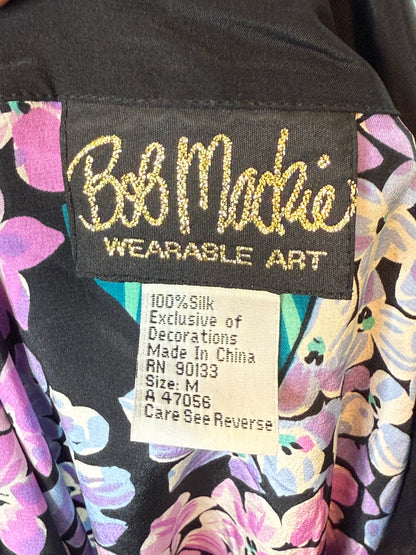 Bob Mackie
WEARABLE ART
100%Silk
Exclusive of
Decorations
Made In China
RN 90133
Size: M
A 47056
Care See Reverse